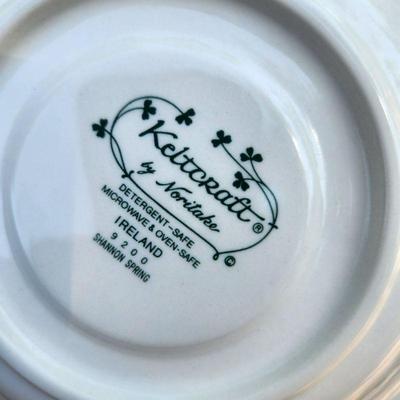 Keltcraft®
by Noritake
©
DETERGENT-SAFE
MICROWAVE & OVEN-SAFE
IRELAND
9200
SHANNON SPRING